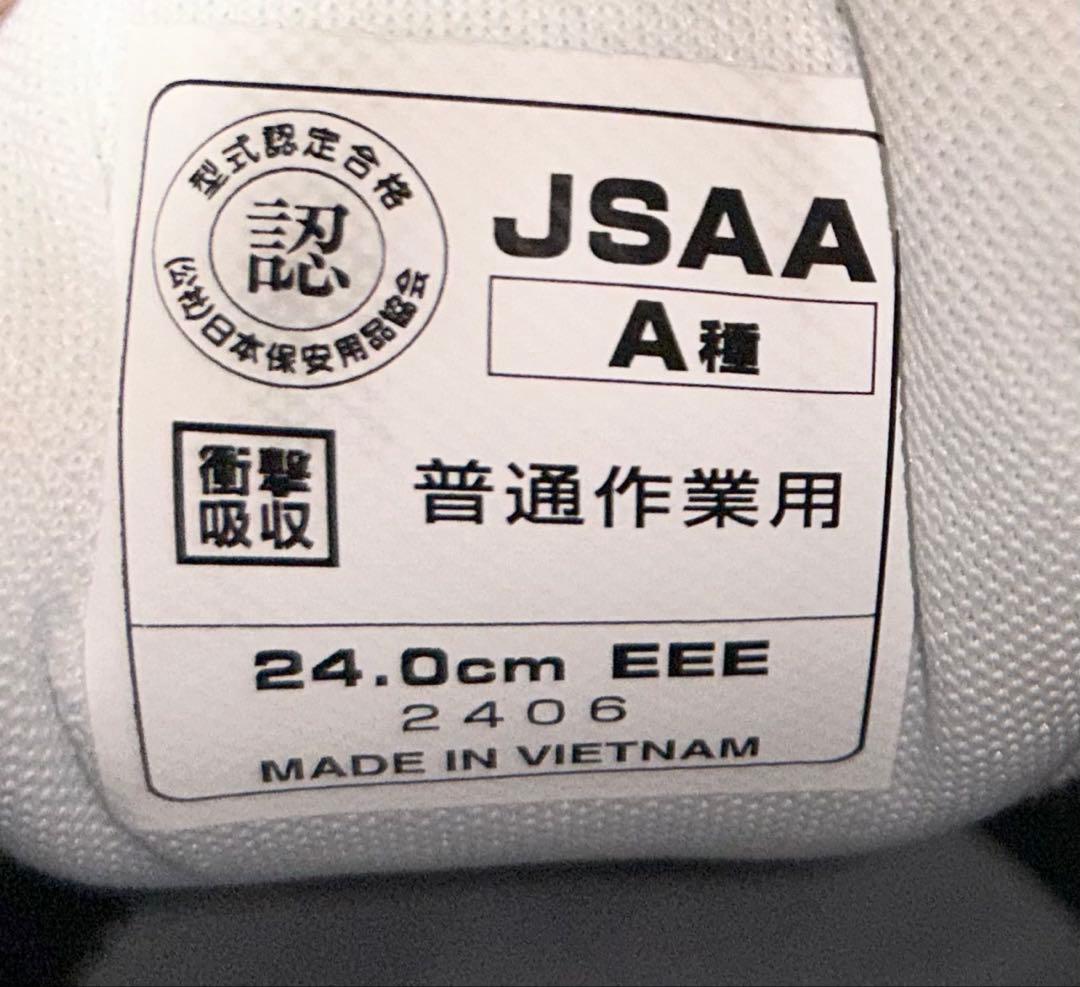 型式認定合格
認
(公社)日本保安用品協会
JSAA
A種
衝撃
吸収
普通作業用
24.0cm EEE
2406
MADE IN VIETNAM